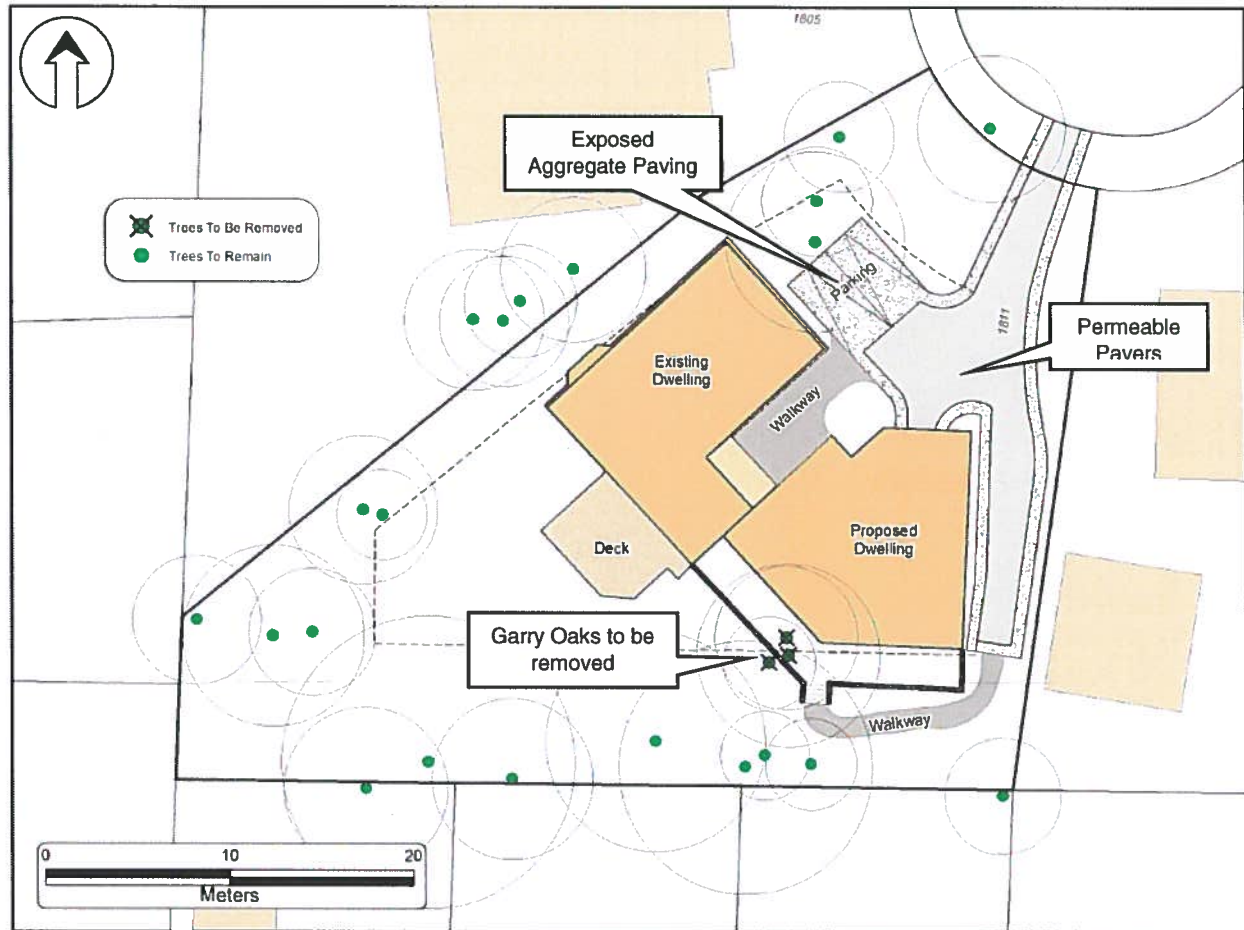 1805
Exposed
Aggregate Paving
Trees To Be Removed
Trees To Remain
Parking
1811
Permeable
Pavers
Existing
Dwelling
Walkway
Proposed
Dwelling
Deck
Garry Oaks to be
removed
Walkway
0 10 20
Meters